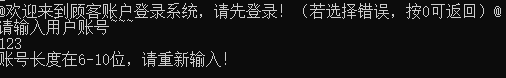 @欢迎来到顾客账户登录系统，请先登录! (若选择错误，按0可返回) @
请输入用户账号~~~
123
账号长度在6-10位，请重新输入!